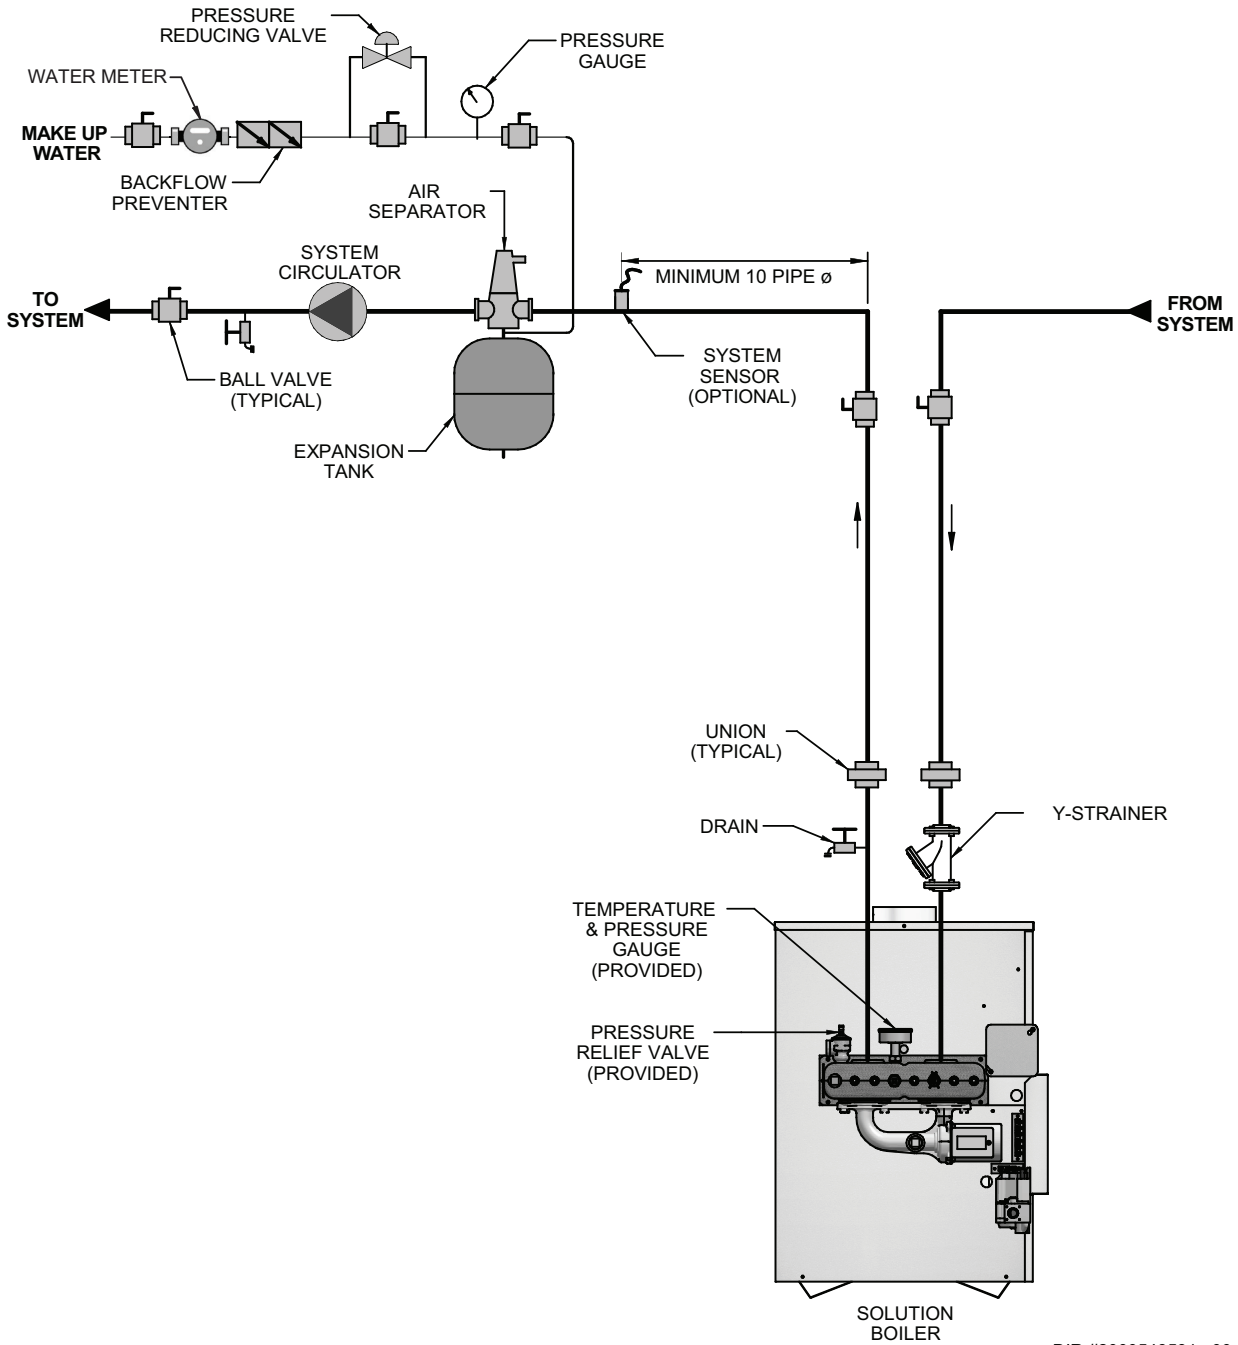 PRESSURE
REDUCING VALVE
PRESSURE
GAUGE
WATER METER
MAKE UP
WATER
BACKFLOW
PREVENTER
AIR
SEPARATOR
SYSTEM
CIRCULATOR
MINIMUM 10 PIPE ø
TO
SYSTEM
FROM
SYSTEM
BALL VALVE
(TYPICAL)
SYSTEM
SENSOR
(OPTIONAL)
EXPANSION
TANK
UNION
(TYPICAL)
DRAIN
Y-STRAINER
TEMPERATURE
& PRESSURE
GAUGE
(PROVIDED)
PRESSURE
RELIEF VALVE
(PROVIDED)
SOLUTION
BOILER